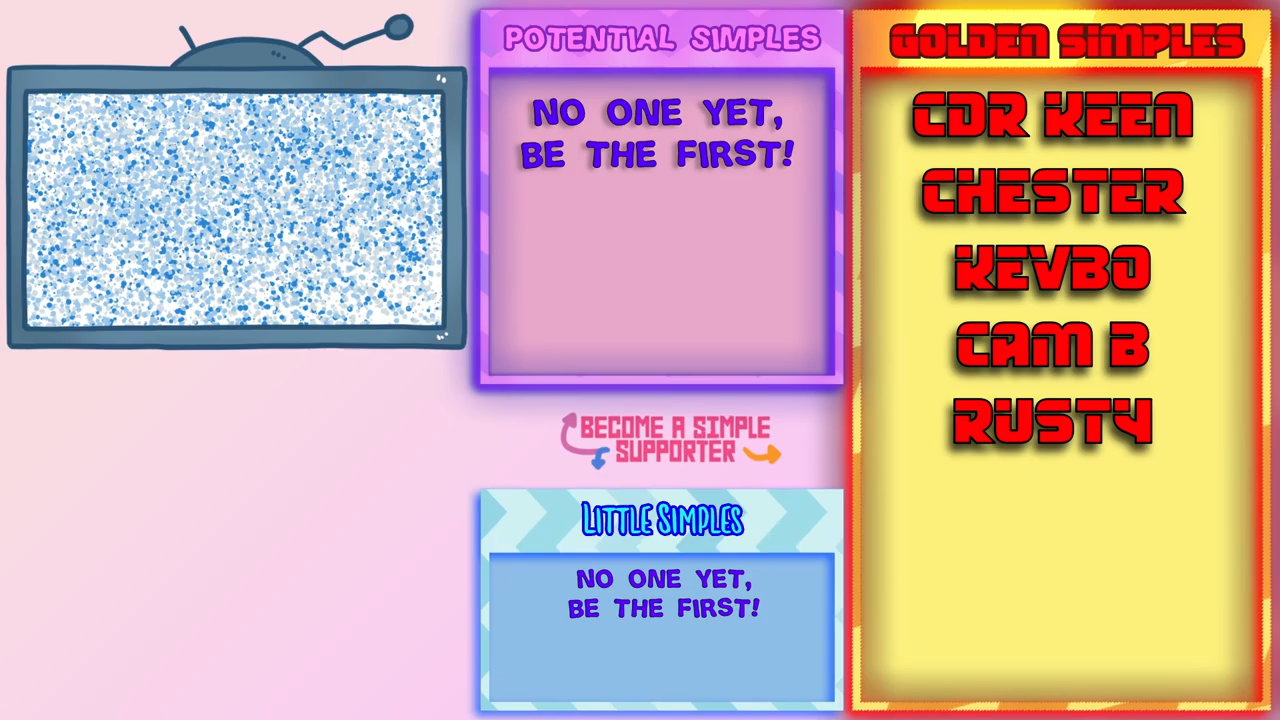 POTENTIAL SIMPLES
NO ONE YET,
BE THE FIRST!
BECOME A SIMPLE
SUPPORTER
LITTLE SIMPLES
NO ONE YET,
BE THE FIRST!
GOLDEN SIMPLES
CDR KEEN
CHESTER
KEVBO
CAM B
RUSTY